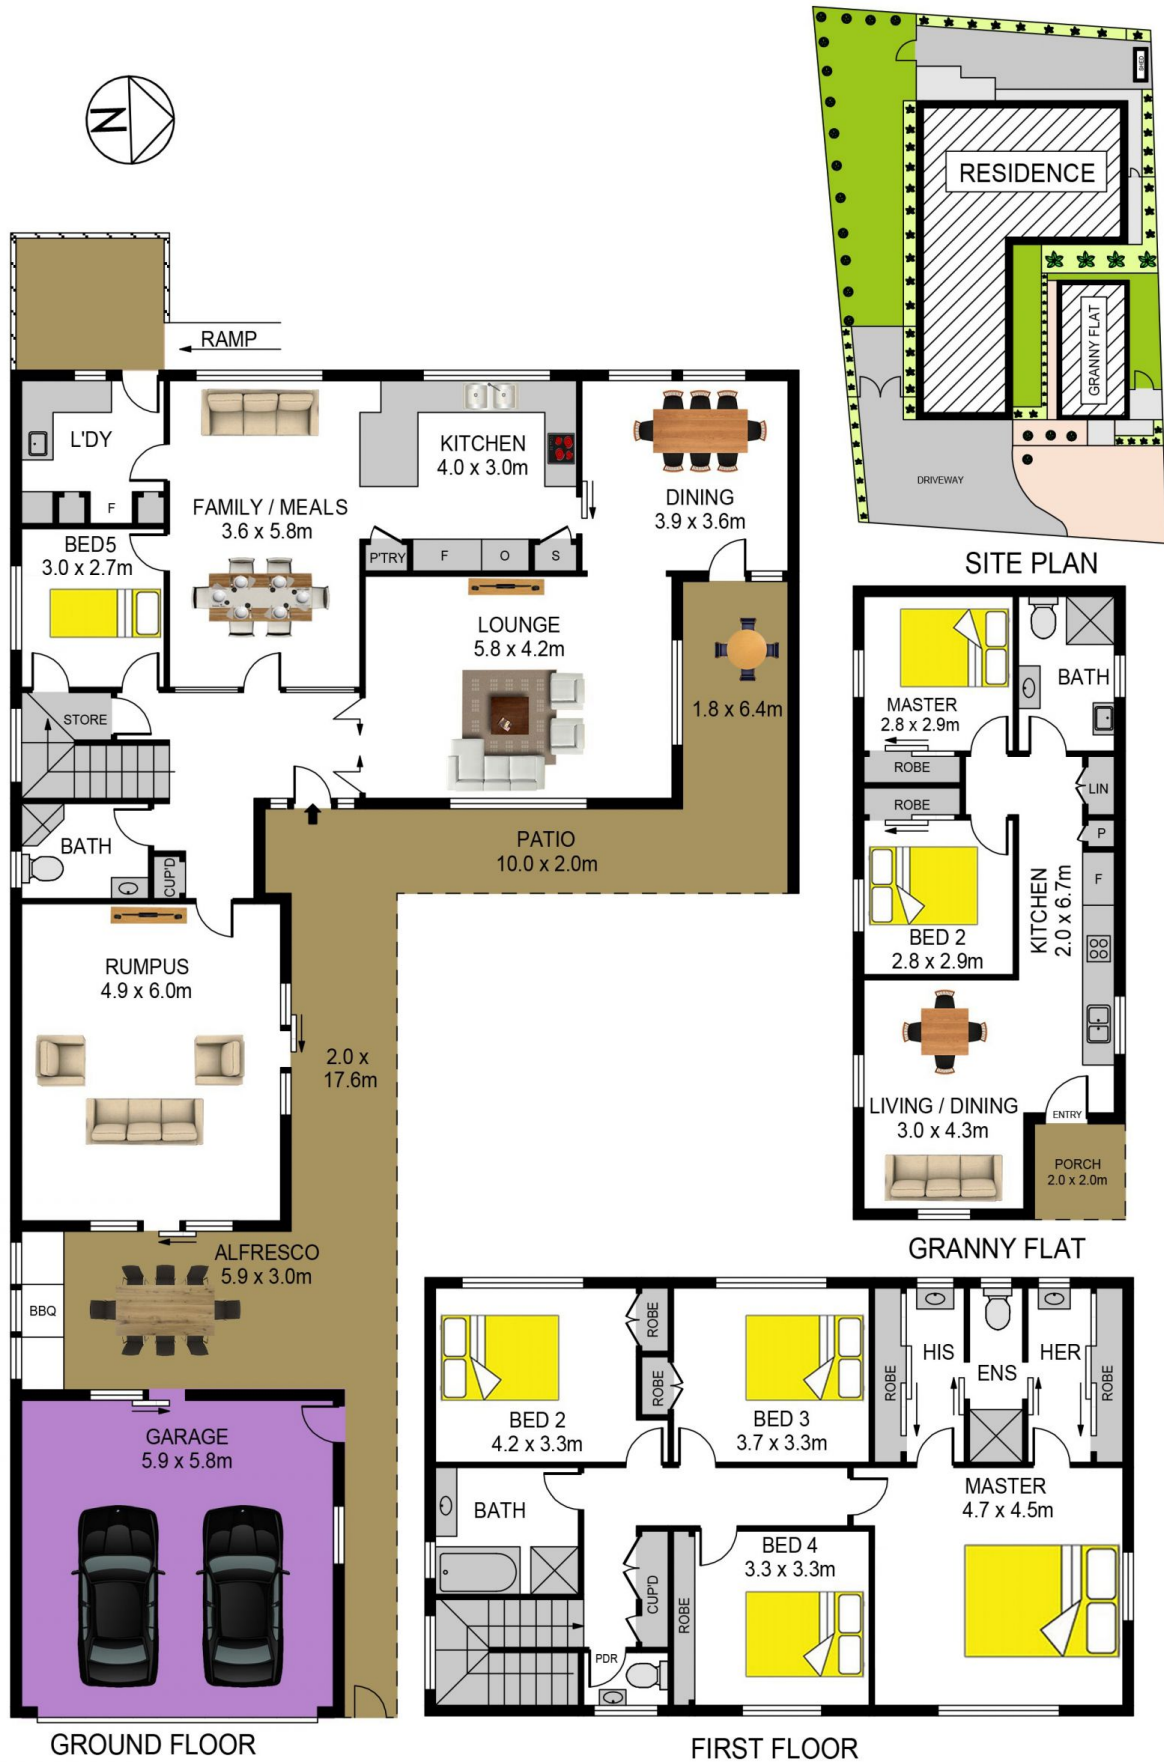 N
RAMP
L'DY
F
BED5
3.0 x 2.7m
FAMILY / MEALS
3.6 x 5.8m
KITCHEN
4.0 x 3.0m
P'TRY
F
O
S
DINING
3.9 x 3.6m
LOUNGE
5.8 x 4.2m
1.8 x 6.4m
STORE
BATH
CUP'D
PATIO
10.0 x 2.0m
RUMPUS
4.9 x 6.0m
2.0 x
17.6m
ALFRESCO
5.9 x 3.0m
BBQ
GARAGE
5.9 x 5.8m
GROUND FLOOR
SHED
RESIDENCE
GRANNY FLAT
DRIVEWAY
SITE PLAN
MASTER
2.8 x 2.9m
BATH
ROBE
ROBE
LIN
P
F
BED 2
2.8 x 2.9m
KITCHEN
2.0 x 6.7m
LIVING / DINING
3.0 x 4.3m
ENTRY
PORCH
2.0 x 2.0m
GRANNY FLAT
BED 2
4.2 x 3.3m
ROBE
ROBE
BED 3
3.7 x 3.3m
ROBE
HIS
ENS
HER
ROBE
MASTER
4.7 x 4.5m
BATH
CUP'D
ROBE
BED 4
3.3 x 3.3m
PDR
FIRST FLOOR